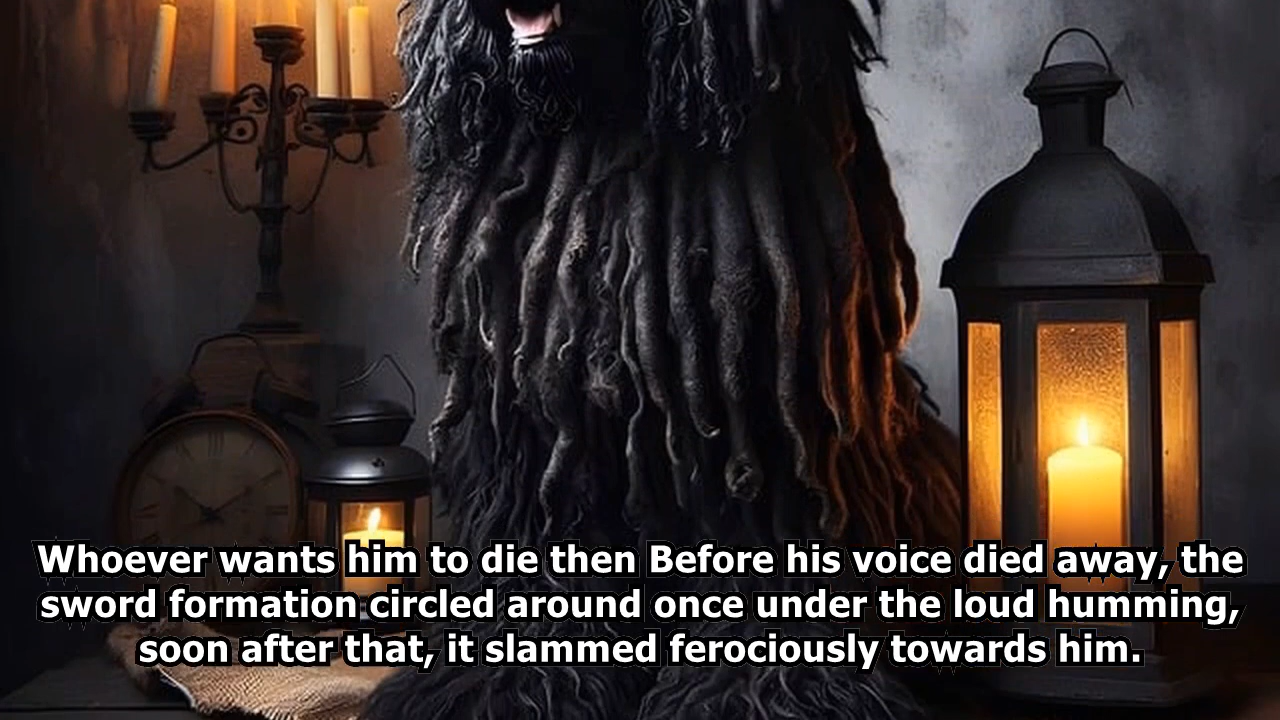 Whoever wants him to die then Before his voice died away, the
sword formation circled around once under the loud humming,
soon after that, it slammed ferociously towards him.